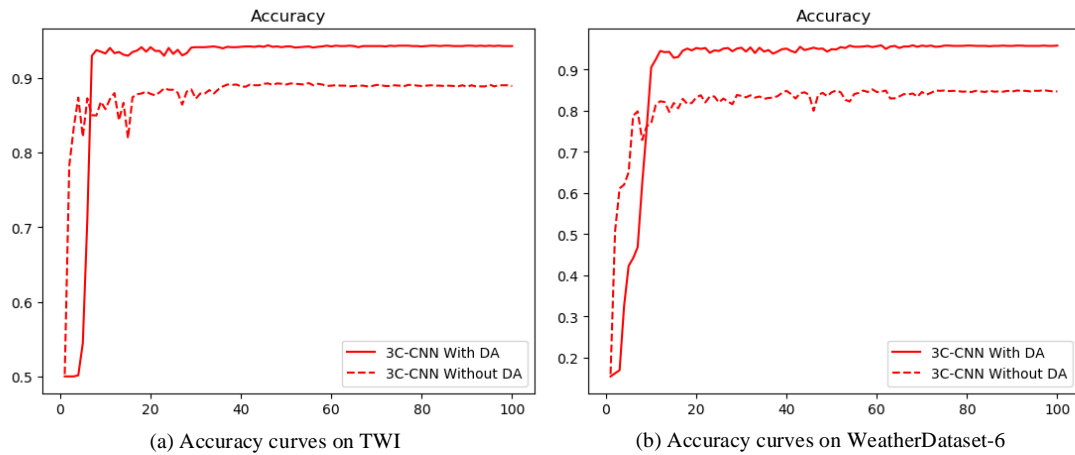 Accuracy
0.9
0.8
0.7
0.6
0.5
3C-CNN With DA
3C-CNN Without DA
0 20 40 60 80 100
(a) Accuracy curves on TWI
Accuracy
0.9
0.8
0.7
0.6
0.5
0.4
0.3
0.2
3C-CNN With DA
3C-CNN Without DA
0 20 40 60 80 100
(b) Accuracy curves on WeatherDataset-6